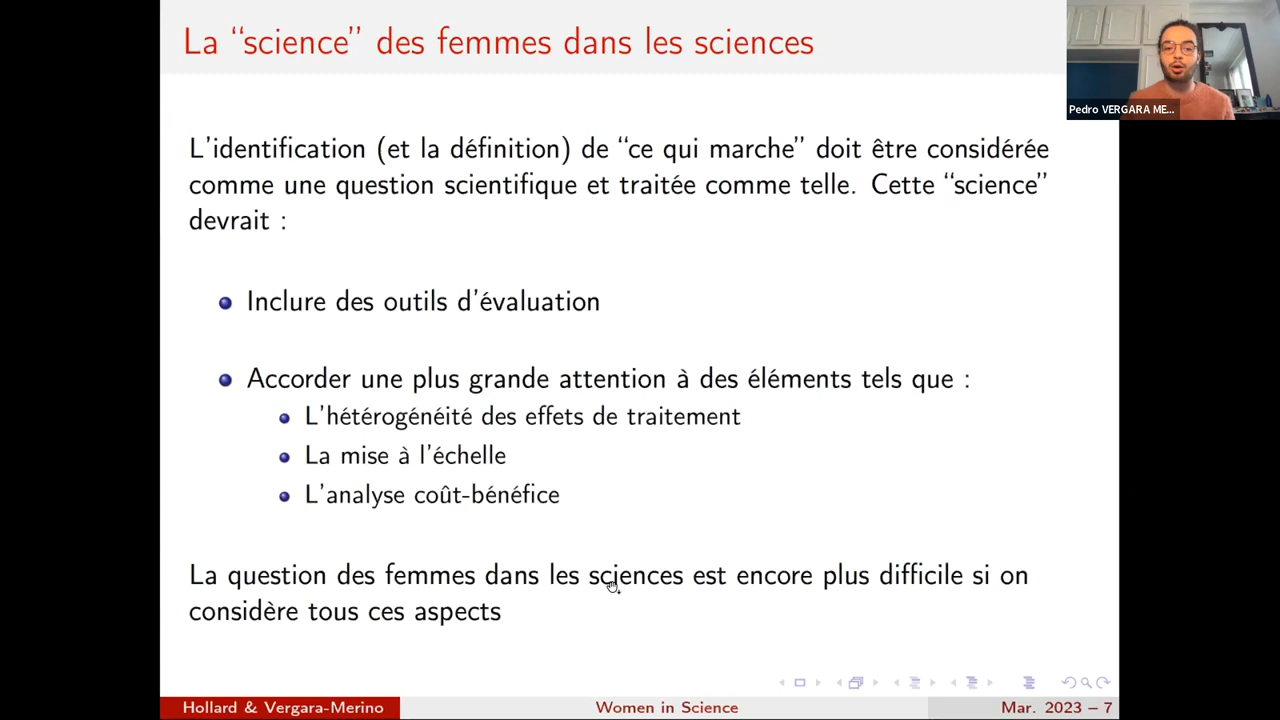 La “science” des femmes dans les sciences
Pedro VERGARA ME...
L'identification (et la définition) de “ce qui marche” doit être considérée
comme une question scientifique et traitée comme telle. Cette “science”
devrait :
Inclure des outils d'évaluation
Accorder une plus grande attention à des éléments tels que :
L'hétérogénéité des effets de traitement
La mise à l'échelle
L'analyse coût-bénéfice
La question des femmes dans les sciences est encore plus difficile si on
considère tous ces aspects
Hollard & Vergara-Merino
Women in Science
Mar. 2023 – 7